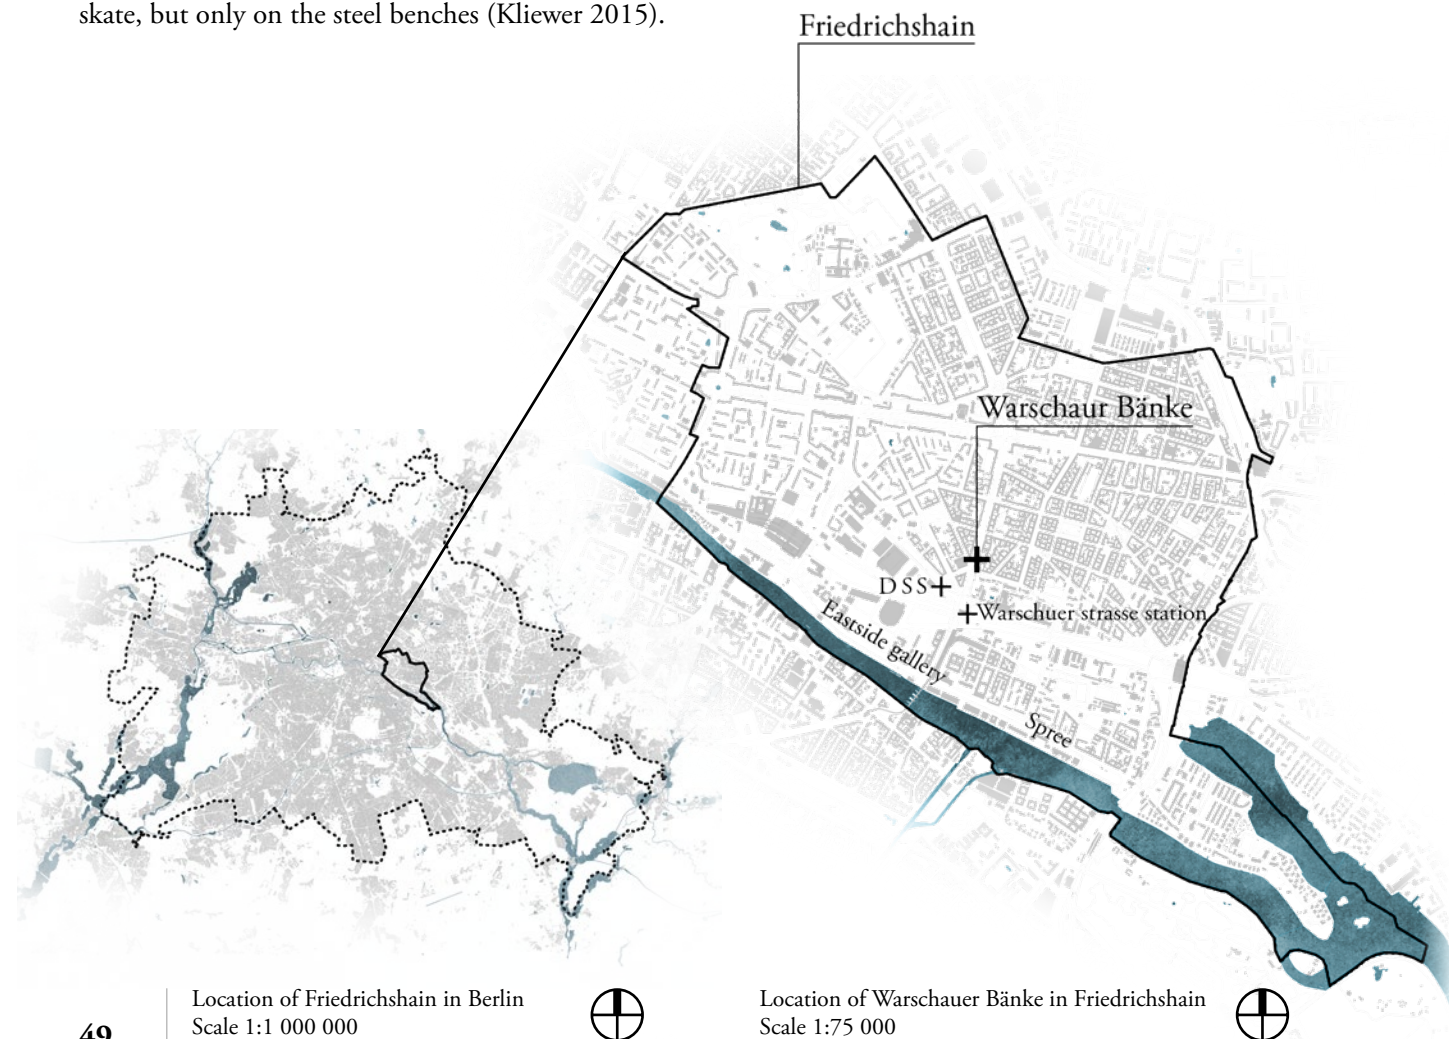 skate, but only on the steel benches (Kliewer 2015).
Friedrichshain
Warschaur Bänke
DSS
Warschuer strasse station
Eastside gallery
Spree
Location of Friedrichshain in Berlin
Scale 1:1 000 000
Location of Warschauer Bänke in Friedrichshain
Scale 1:75 000
49